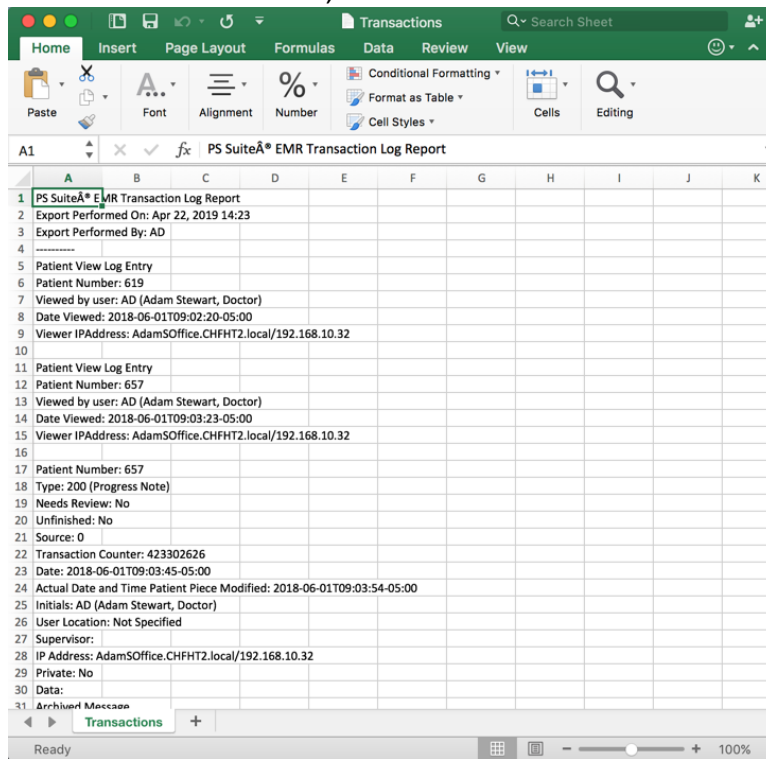 Transactions
Search Sheet
Home Insert Page Layout Formulas Data Review View
Paste Font Alignment Number Conditional Formatting Format as Table Cell Styles Cells Editing
A1 fx PS SuiteÂ® EMR Transaction Log Report
A B C D E F G H I J K
1 PS SuiteÂ® EMR Transaction Log Report
2 Export Performed On: Apr 22, 2019 14:23
3 Export Performed By: AD
4 ----------
5 Patient View Log Entry
6 Patient Number: 619
7 Viewed by user: AD (Adam Stewart, Doctor)
8 Date Viewed: 2018-06-01T09:02:20-05:00
9 Viewer IPAddress: AdamSOffice.CHFHT2.local/192.168.10.32
10
11 Patient View Log Entry
12 Patient Number: 657
13 Viewed by user: AD (Adam Stewart, Doctor)
14 Date Viewed: 2018-06-01T09:03:23-05:00
15 Viewer IPAddress: AdamSOffice.CHFHT2.local/192.168.10.32
16
17 Patient Number: 657
18 Type: 200 (Progress Note)
19 Needs Review: No
20 Unfinished: No
21 Source: 0
22 Transaction Counter: 423302626
23 Date: 2018-06-01T09:03:45-05:00
24 Actual Date and Time Patient Piece Modified: 2018-06-01T09:03:54-05:00
25 Initials: AD (Adam Stewart, Doctor)
26 User Location: Not Specified
27 Supervisor:
28 IP Address: AdamSOffice.CHFHT2.local/192.168.10.32
29 Private: No
30 Data:
31 Archived Message
Transactions +
Ready 100%